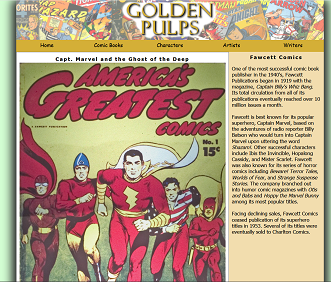 ORITES
GOLDEN
PULPS
Home Comic Books Characters Artists Writers
Capt. Marvel and the Ghost of the Deep
AMERICA'S
GREATEST
COMICS
A FAWCETT PUBLICATION
No. 1
15¢
Fawcett Comics
One of the most successful comic book
publisher in the 1940's, Fawcett
Publications began in 1919 with the
magazine, Captain Billy's Whiz Bang.
Its total circulation from all of its
publications eventually reached over 10
million issues a month.
Fawcett is best known for its popular
superhero, Captain Marvel, based on
the adventures of radio reporter Billy
Batson who would turn into Captain
Marvel upon uttering the word
Shazam!. Other successful characters
include Ibis the Invincible, Hopalong
Cassidy, and Mister Scarlet. Fawcett
was also known for its series of horror
comics including Beware! Terror Tales,
Worlds of Fear, and Strange Suspense
Stories. The company branched out
into humor comic magazines with Otis
and Babs and Hoppy the Marvel Bunny
among its most popular titles.
Facing declining sales, Fawcett Comics
ceased publication of its superhero
titles in 1953. Several of its titles were
eventually sold to Charlton Comics.